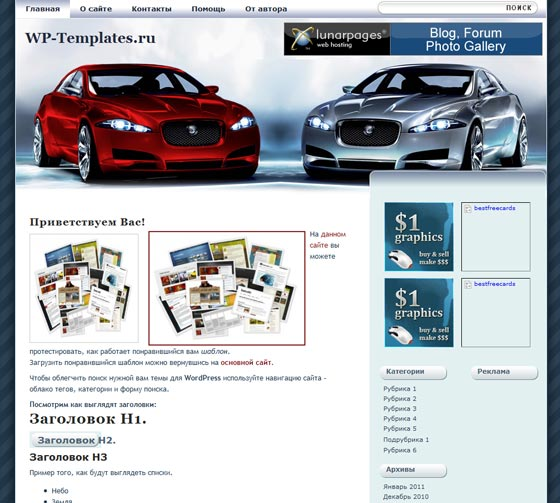 Главная О сайте Контакты Помощь От автора ПОИСК
WP-Templates.ru
lunarpages®
web hosting
Blog, Forum
Photo Gallery
Приветствуем Вас!
На данном
сайте вы
можете
протестировать, как работает понравившийся вам шаблон.
Загрузить понравившийся шаблон можно вернувшись на основной сайт.
Чтобы облегчить поиск нужной вам темы для WordPress используйте навигацию сайта -
облако тегов, категории и форму поиска.
Посмотрим как выглядят заголовки:
Заголовок H1.
Заголовок H2.
Заголовок H3
Пример того, как будут выглядеть списки.
Небо
Земля
$1
graphics
buy & sell
make $$$
bestfreecards
$1
graphics
buy & sell
make $$$
bestfreecards
Категории
Рубрика 1
Рубрика 2
Рубрика 3
Рубрика 4
Рубрика 5
Подрубрика 1
Рубрика 6
Реклама
Архивы
Январь 2011
Декабрь 2010